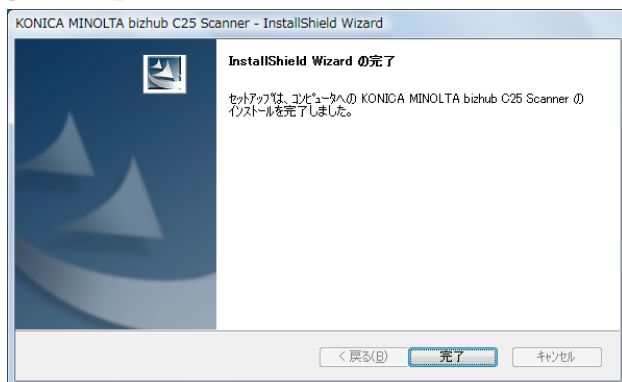 KONICA MINOLTA bizhub C25 Scanner - InstallShield Wizard
InstallShield Wizard の完了
セットアップは、コンピュータへの KONICA MINOLTA bizhub C25 Scanner の
インストールを完了しました。
< 戻る(B) 完了 キャンセル